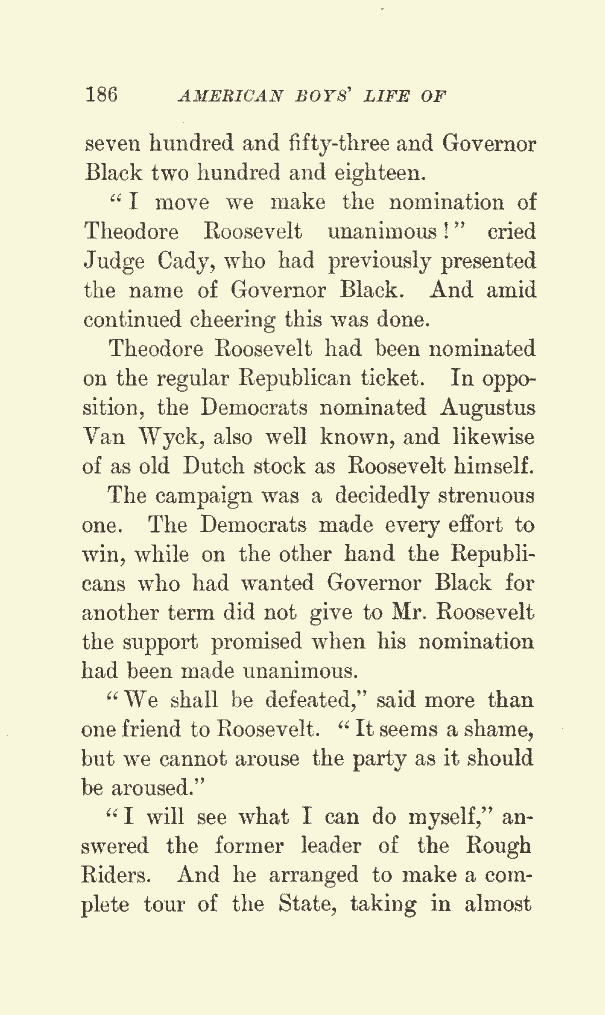 186 AMERICAN BOYS' LIFE OF
seven hundred and fifty-three and Governor
Black two hundred and eighteen.
“I move we make the nomination of
Theodore Roosevelt unanimous!” cried
Judge Cady, who had previously presented
the name of Governor Black. And amid
continued cheering this was done.
Theodore Roosevelt had been nominated
on the regular Republican ticket. In oppo-
sition, the Democrats nominated Augustus
Van Wyck, also well known, and likewise
of as old Dutch stock as Roosevelt himself.
The campaign was a decidedly strenuous
one. The Democrats made every effort to
win, while on the other hand the Republi-
cans who had wanted Governor Black for
another term did not give to Mr. Roosevelt
the support promised when his nomination
had been made unanimous.
“We shall be defeated,” said more than
one friend to Roosevelt. “It seems a shame,
but we cannot arouse the party as it should
be aroused.”
“I will see what I can do myself,” an-
swered the former leader of the Rough
Riders. And he arranged to make a com-
plete tour of the State, taking in almost